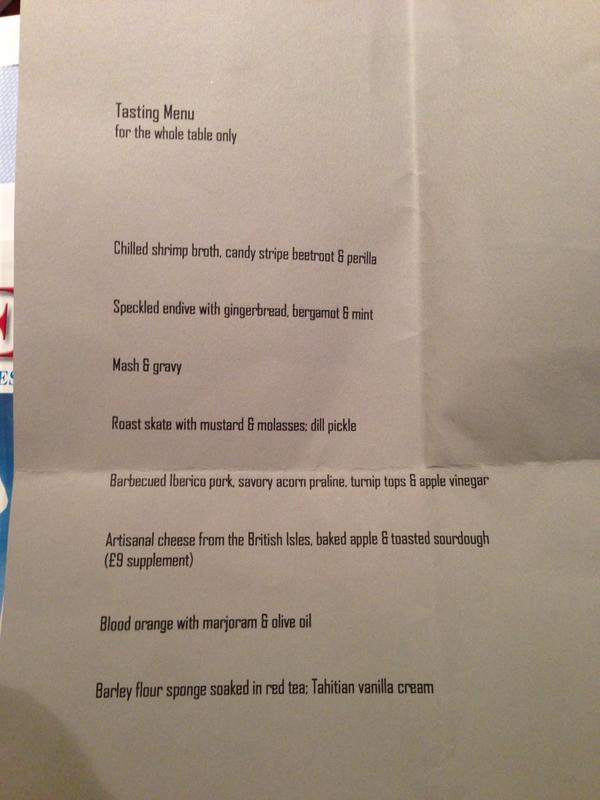 Tasting Menu
for the whole table only
Chilled shrimp broth, candy stripe beetroot & perilla
Speckled endive with gingerbread, bergamot & mint
Mash & gravy
Roast skate with mustard & molasses; dill pickle
Barbecued Iberico pork, savory acorn praline, turnip tops & apple vinegar
Artisanal cheese from the British Isles, baked apple & toasted sourdough
(£9 supplement)
Blood orange with marjoram & olive oil
Barley flour sponge soaked in red tea; Tahitian vanilla cream